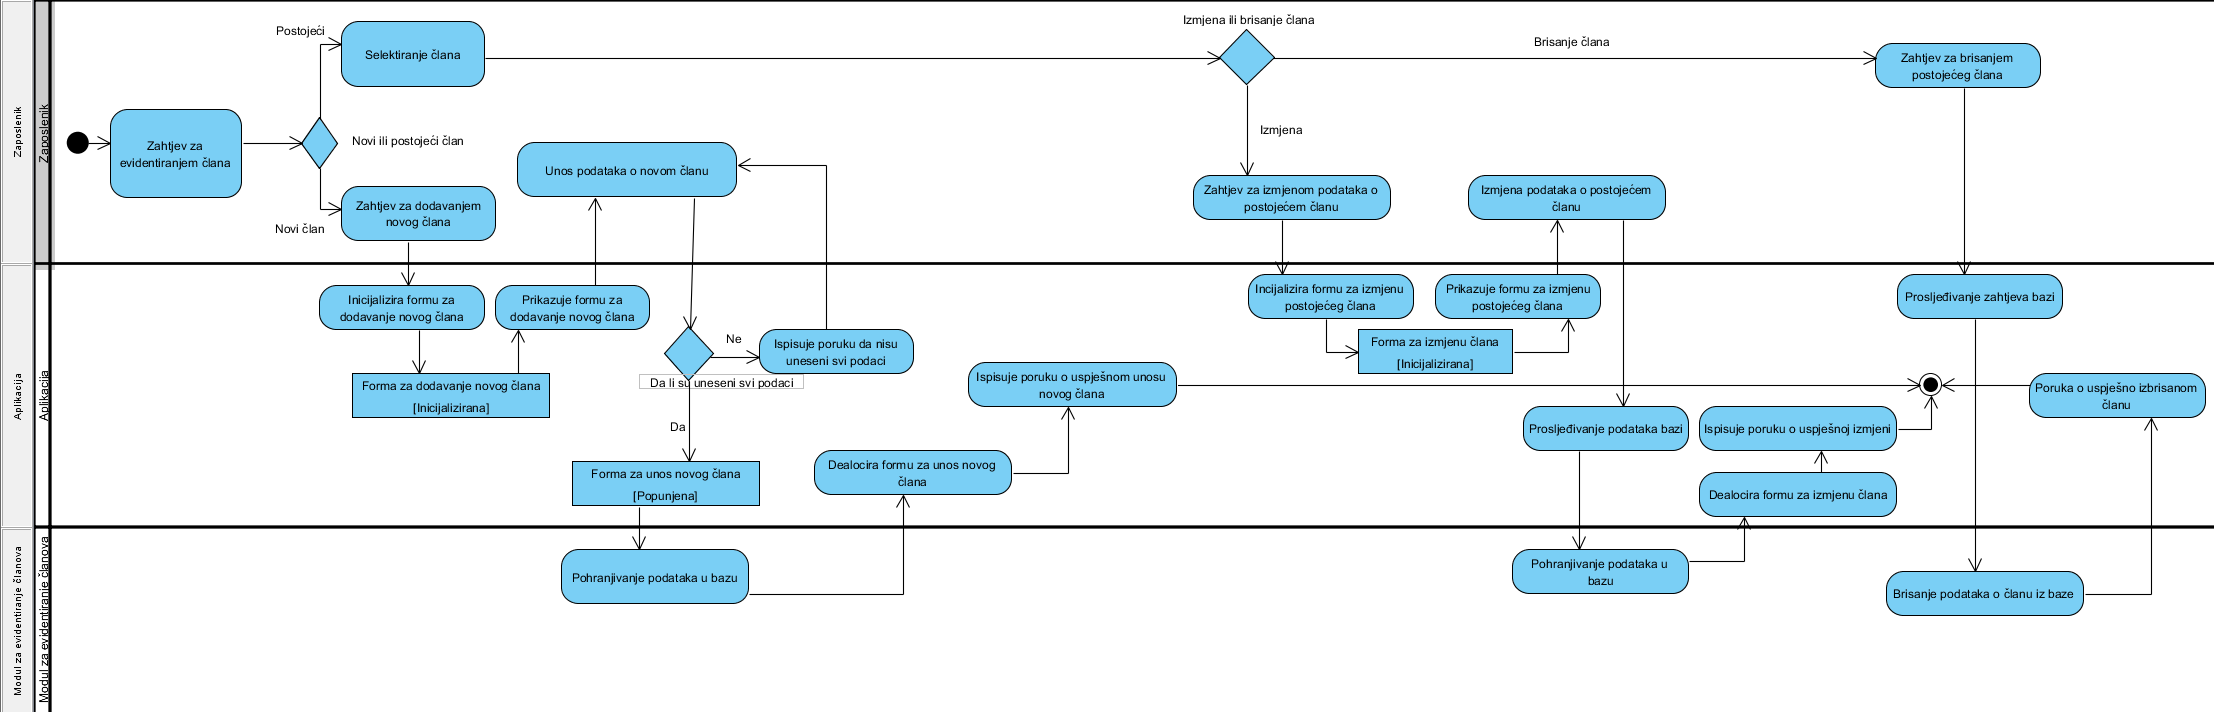 Zaposlenik
Zaposlenik
Zahtjev za
evidentiranjem člana
Postojeći
Novi ili postojeći član
Novi član
Selektiranje člana
Zahtjev za dodavanjem
novog člana
Unos podataka o novom članu
Izmjena ili brisanje člana
Brisanje člana
Izmjena
Zahtjev za izmjenom podataka o
postojećem članu
Izmjena podataka o postojećem
članu
Zahtjev za brisanjem
postojećeg člana
Aplikacija
Aplikacija
Inicijalizira formu za
dodavanje novog člana
Prikazuje formu za
dodavanje novog člana
Forma za dodavanje novog člana
[Inicijalizirana]
Ne
Ispisuje poruku da nisu
uneseni svi podaci
Da li su uneseni svi podaci
Da
Forma za unos novog člana
[Popunjena]
Dealocira formu za unos novog
člana
Ispisuje poruku o uspješnom unosu
novog člana
Incijalizira formu za izmjenu
postojećeg člana
Prikazuje formu za izmjenu
postojećeg člana
Forma za izmjenu člana
[Inicijalizirana]
Prosljeđivanje podataka bazi
Ispisuje poruku o uspješnoj izmjeni
Dealocira formu za izmjenu člana
Prosljeđivanje zahtjeva bazi
Poruka o uspješno izbrisanom
članu
Modul za evidentiranje članova
Modul za evidentiranje članova
Pohranjivanje podataka u bazu
Pohranjivanje podataka u
bazu
Brisanje podataka o članu iz baze